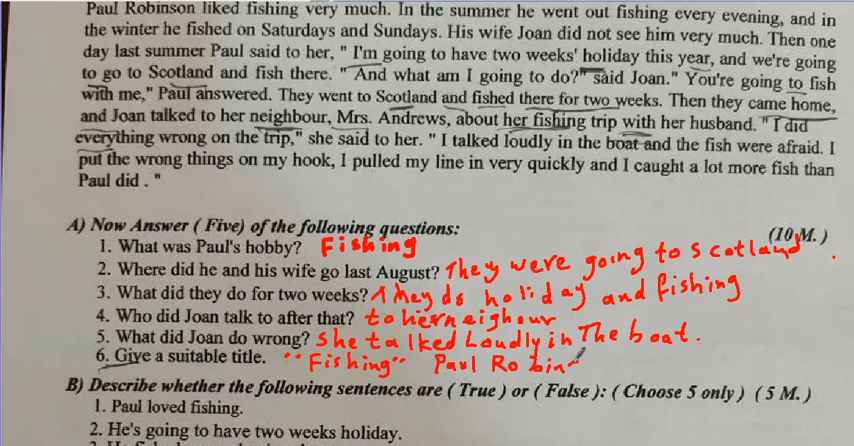 Paul Robinson liked fishing very much. In the summer he went out fishing every evening, and in
the winter he fished on Saturdays and Sundays. His wife Joan did not see him very much. Then one
day last summer Paul said to her, " I'm going to have two weeks' holiday this year, and we're going
to go to Scotland and fish there. " And what am I going to do?" said Joan." You're going to fish
with me," Paul answered. They went to Scotland and fished there for two weeks. Then they came home,
and Joan talked to her neighbour, Mrs. Andrews, about her fishing trip with her husband. " I did
everything wrong on the trip," she said to her. " I talked loudly in the boat and the fish were afraid. I
put the wrong things on my hook, I pulled my line in very quickly and I caught a lot more fish than
Paul did . "
A) Now Answer ( Five) of the following questions: (10 M. )
1. What was Paul's hobby? Fishing
2. Where did he and his wife go last August? They were going to scotland .
3. What did they do for two weeks? They do holiday and fishing
4. Who did Joan talk to after that? to her neighour
5. What did Joan do wrong? She talked Loudly in The boat.
6. Give a suitable title. "Fishing" Paul Robin
B) Describe whether the following sentences are ( True ) or ( False ): ( Choose 5 only ) ( 5 M. )
1. Paul loved fishing.
2. He's going to have two weeks holiday.